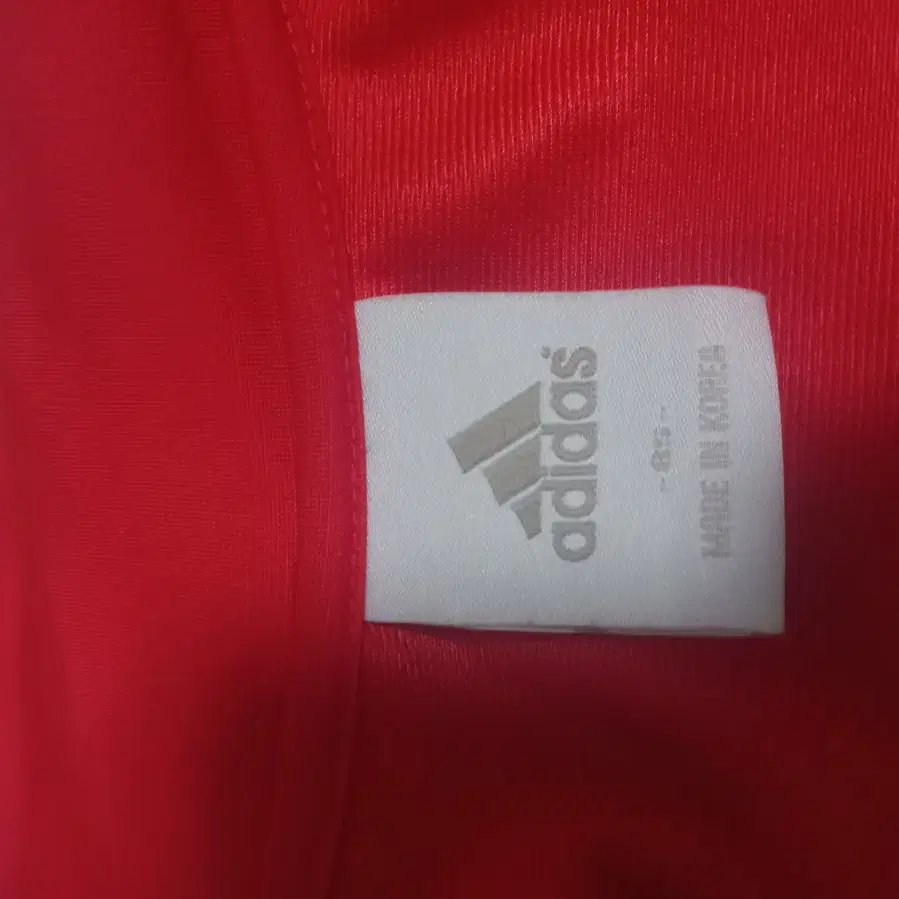 adidas
- 85 -
MADE IN KOREA